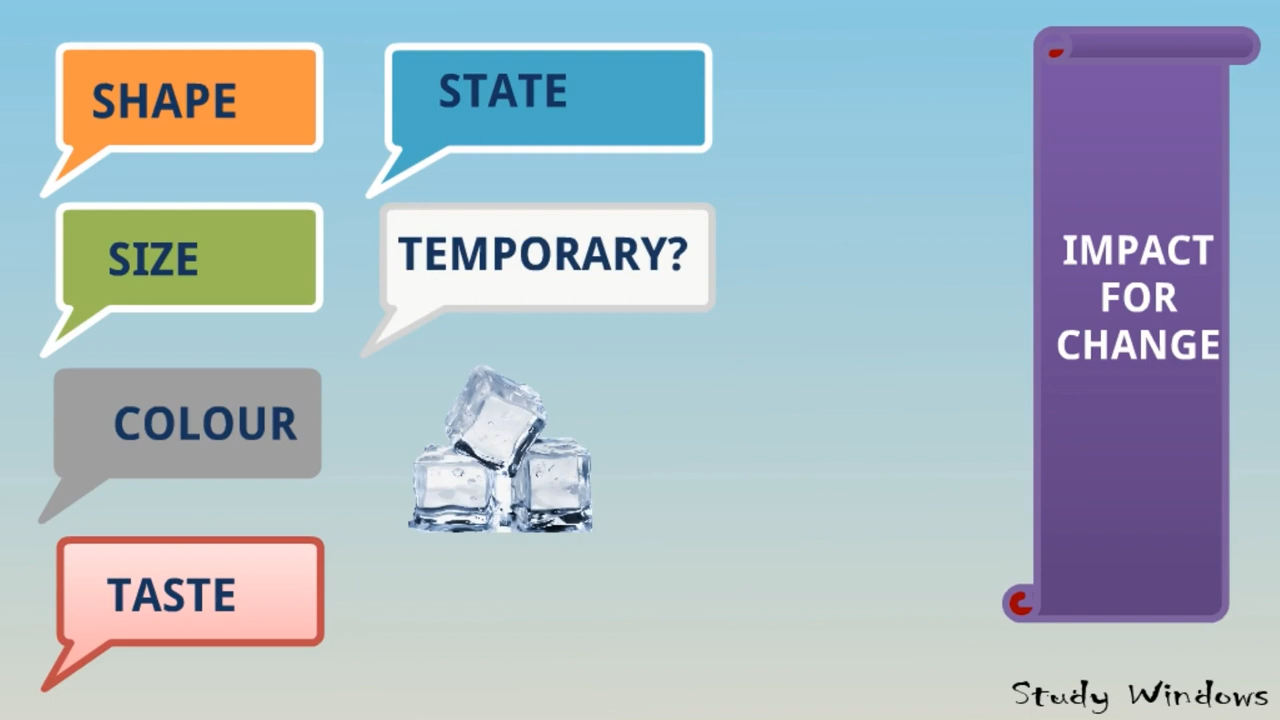 SHAPE
STATE
SIZE
TEMPORARY?
COLOUR
TASTE
IMPACT
FOR
CHANGE
Study Windows